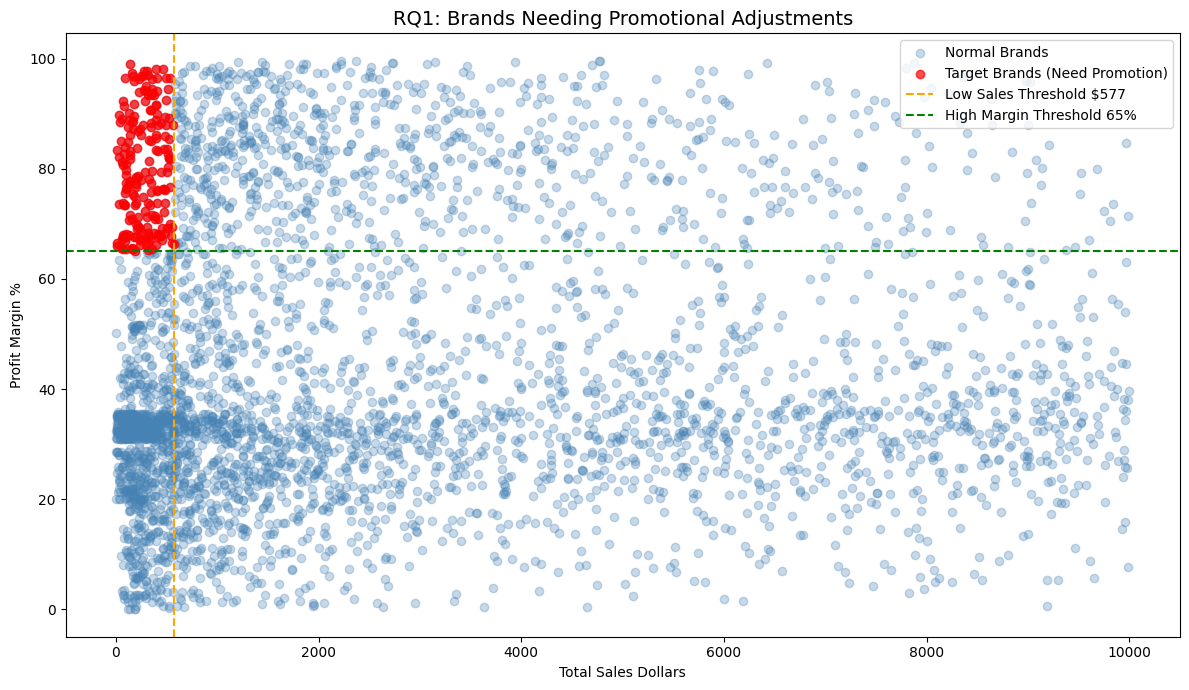 RQ1: Brands Needing Promotional Adjustments
Normal Brands
Target Brands (Need Promotion)
Low Sales Threshold $577
High Margin Threshold 65%
Profit Margin %
100
80
60
40
20
0
0
2000
4000
6000
8000
10000
Total Sales Dollars